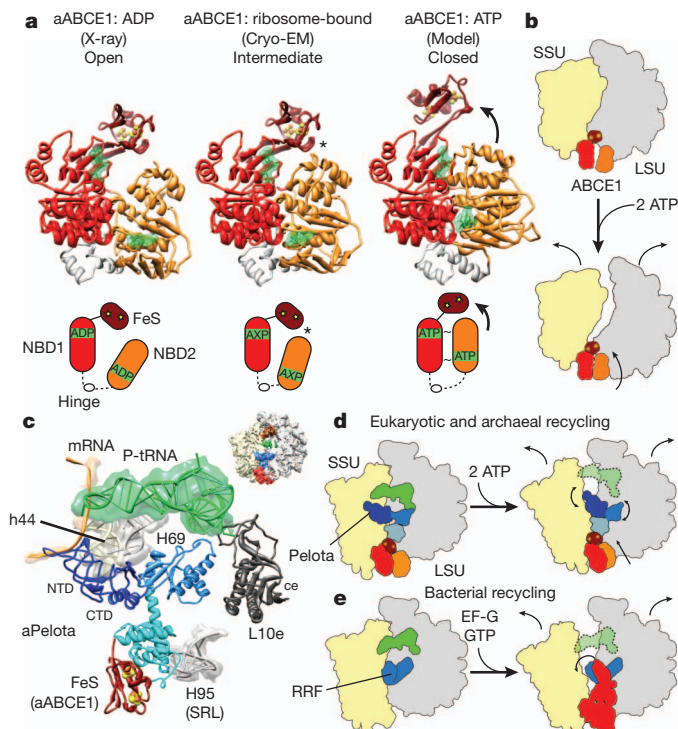 a
aABCE1: ADP
(X-ray)
Open
aABCE1: ribosome-bound
(Cryo-EM)
Intermediate
aABCE1: ATP
(Model)
Closed
*
FeS
NBD1
ADP
NBD2
ADP
Hinge
AXP
*
AXP
ATP
~
~
ATP
b
SSU
LSU
ABCE1
2 ATP
c
mRNA
P-tRNA
h44
H69
NTD
CTD
ce
L10e
aPelota
FeS
(aABCE1)
H95
(SRL)
d
Eukaryotic and archaeal recycling
SSU
2 ATP
Pelota
LSU
e
Bacterial recycling
EF-G
GTP
RRF